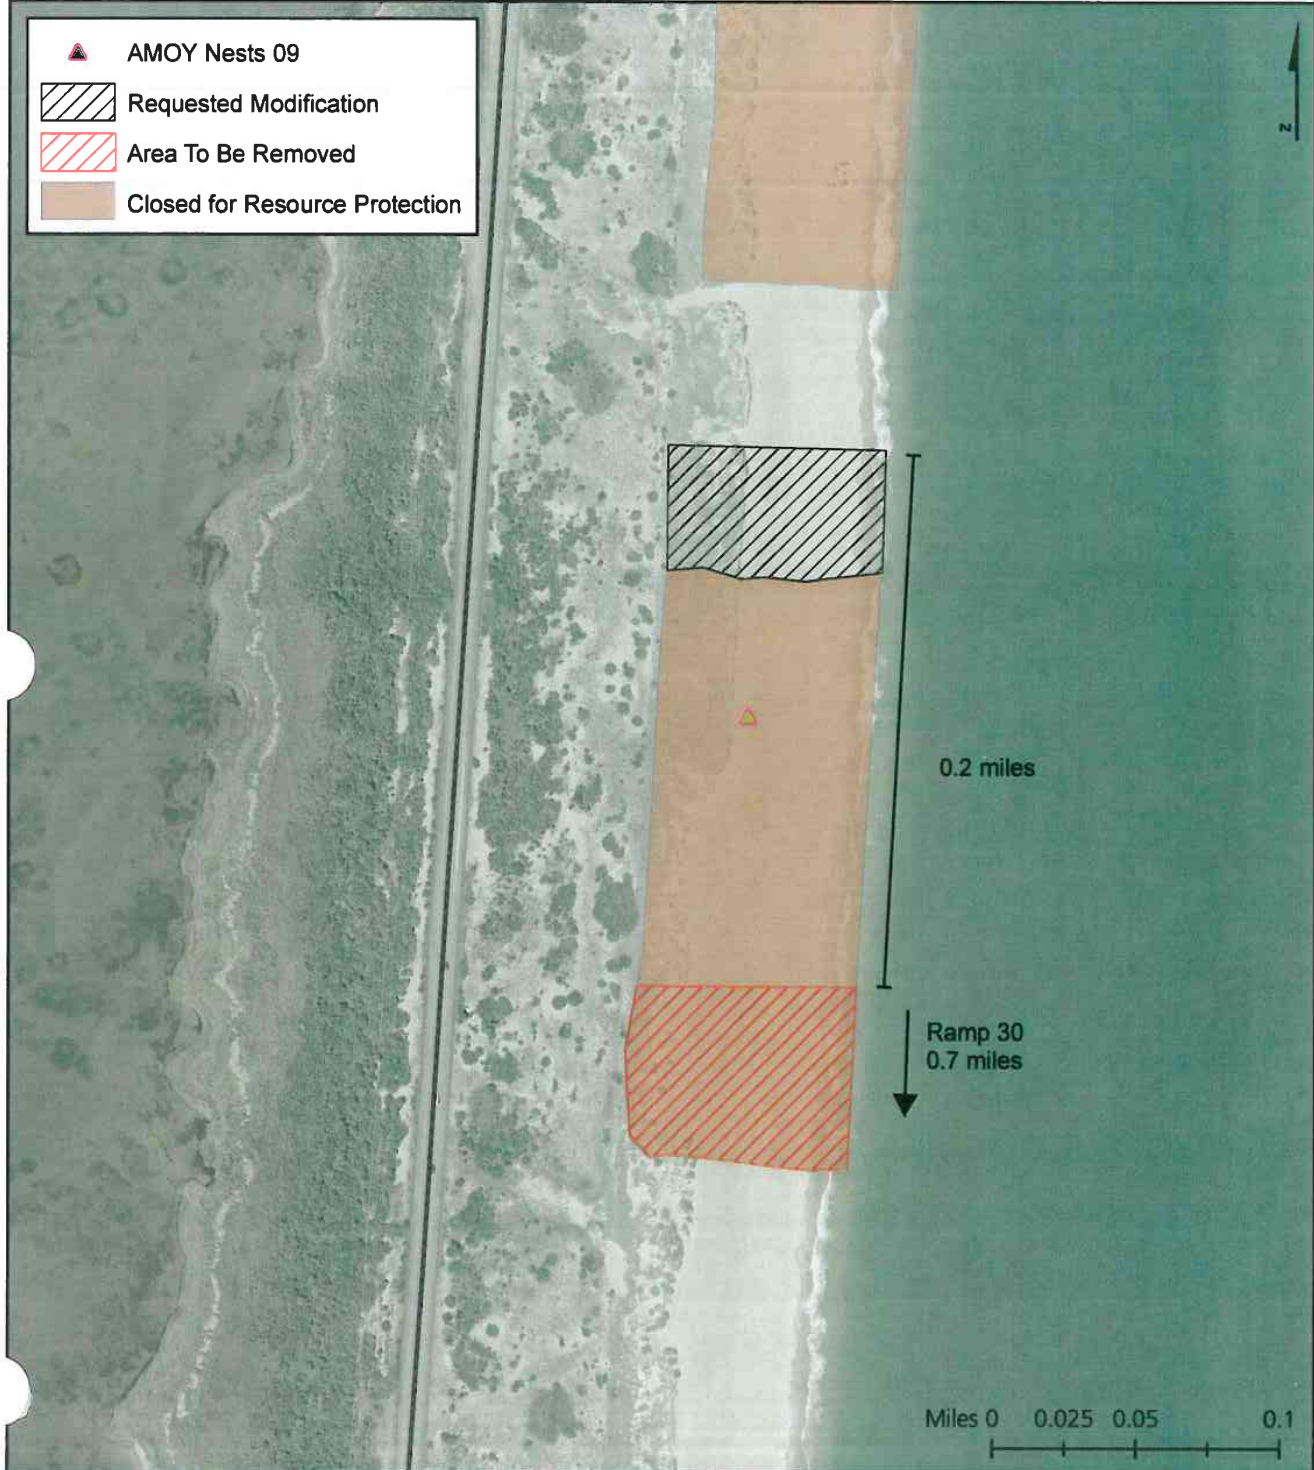 AMOY Nests 09
Requested Modification
Area To Be Removed
Closed for Resource Protection
N
0.2 miles
Ramp 30
0.7 miles
Miles 0 0.025 0.05 0.1